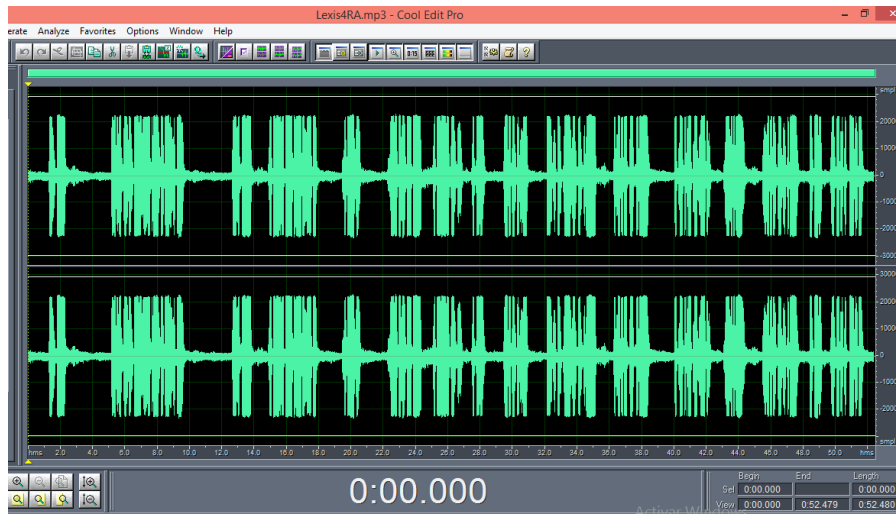 Lexis4RA.mp3 - Cool Edit Pro
erate Analyze Favorites Options Window Help
smpl
2000
1000
0
-1000
-2000
-3000
3000
2000
1000
0
-1000
-2000
smpl
hms 2.0 4.0 6.0 8.0 10.0 12.0 14.0 16.0 18.0 20.0 22.0 24.0 26.0 28.0 30.0 32.0 34.0 36.0 38.0 40.0 42.0 44.0 46.0 48.0 50.0 hms
0:00.000
Begin End Length
Sel 0:00.000 0:00.000
View 0:00.000 0:52.479 0:52.480
Activar Windows